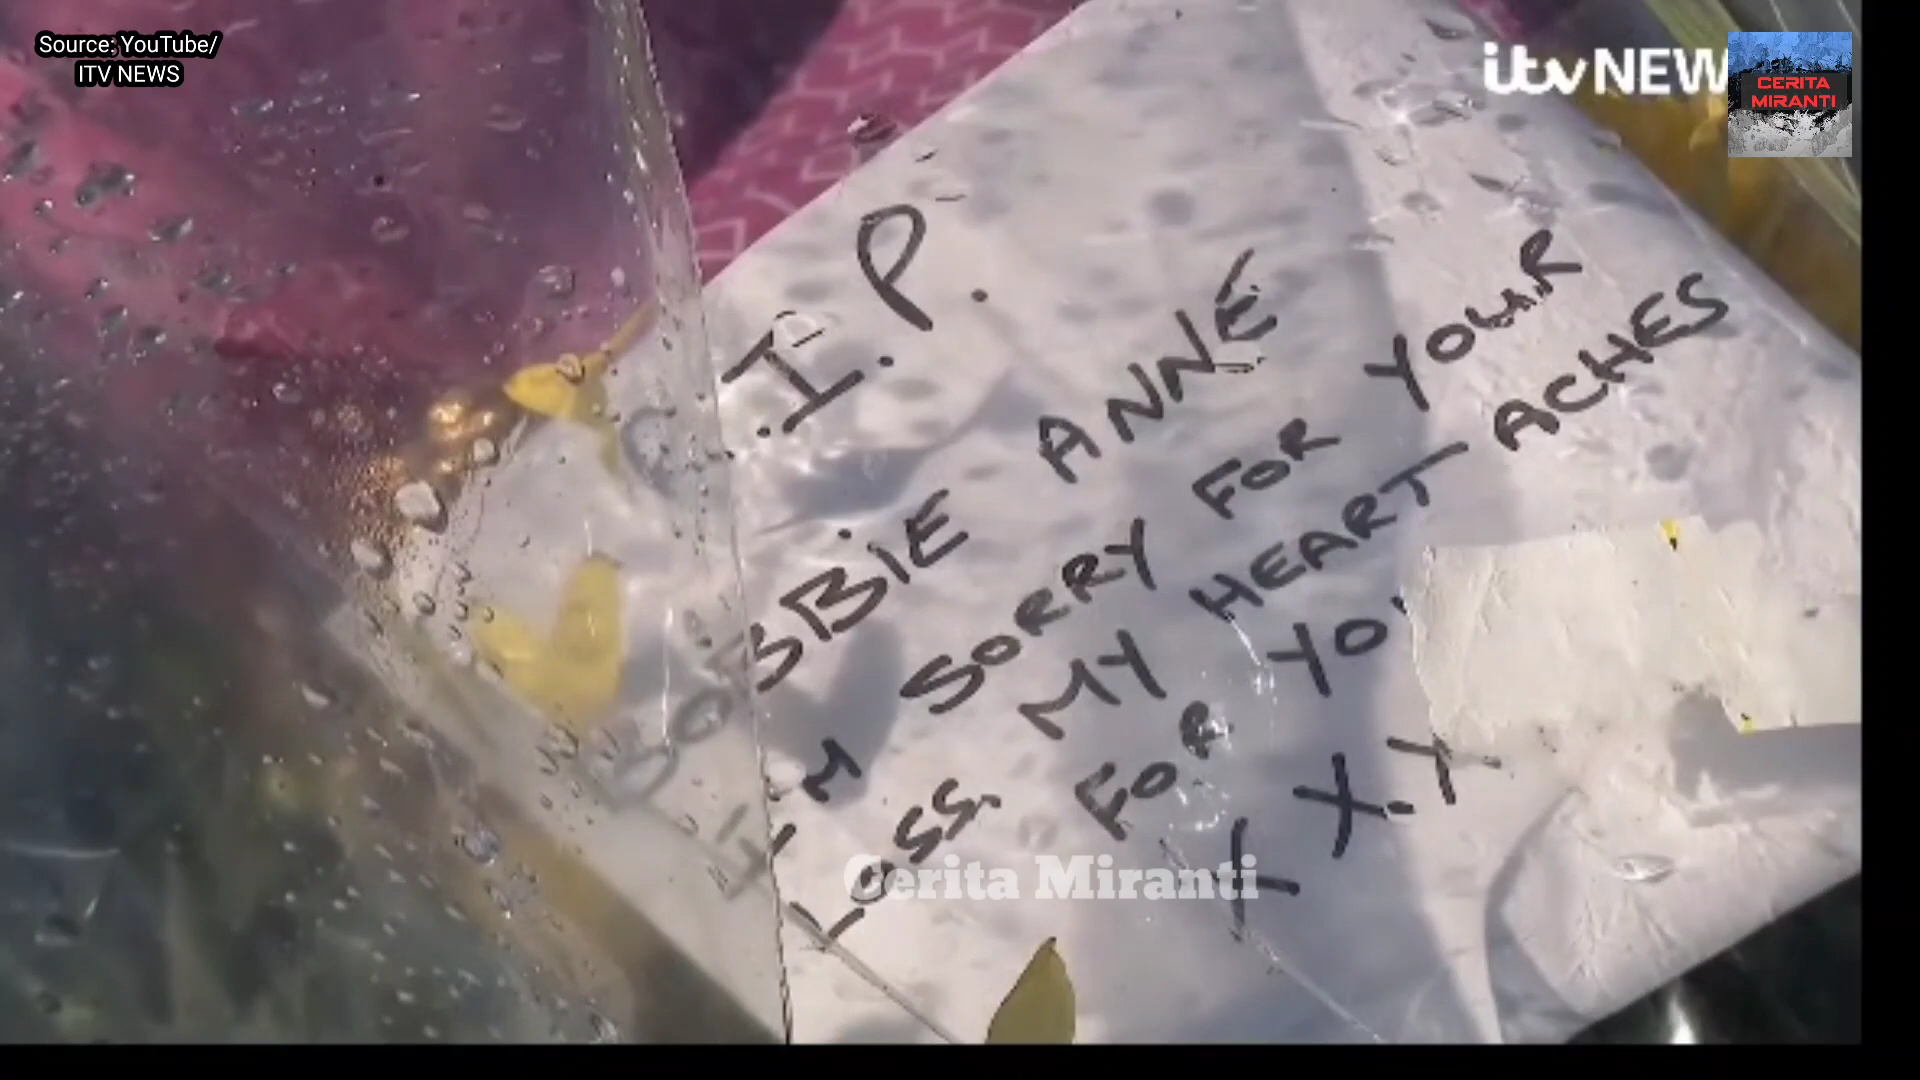 Source: YouTube/
ITV NEWS
itv NEW
CERITA
MIRANTI
R.I.P.
BOBBIE ANNE
I'M SORRY FOR YOUR
LOSS. MY HEART ACHES
FOR YO
X X.Y
Cerita Miranti